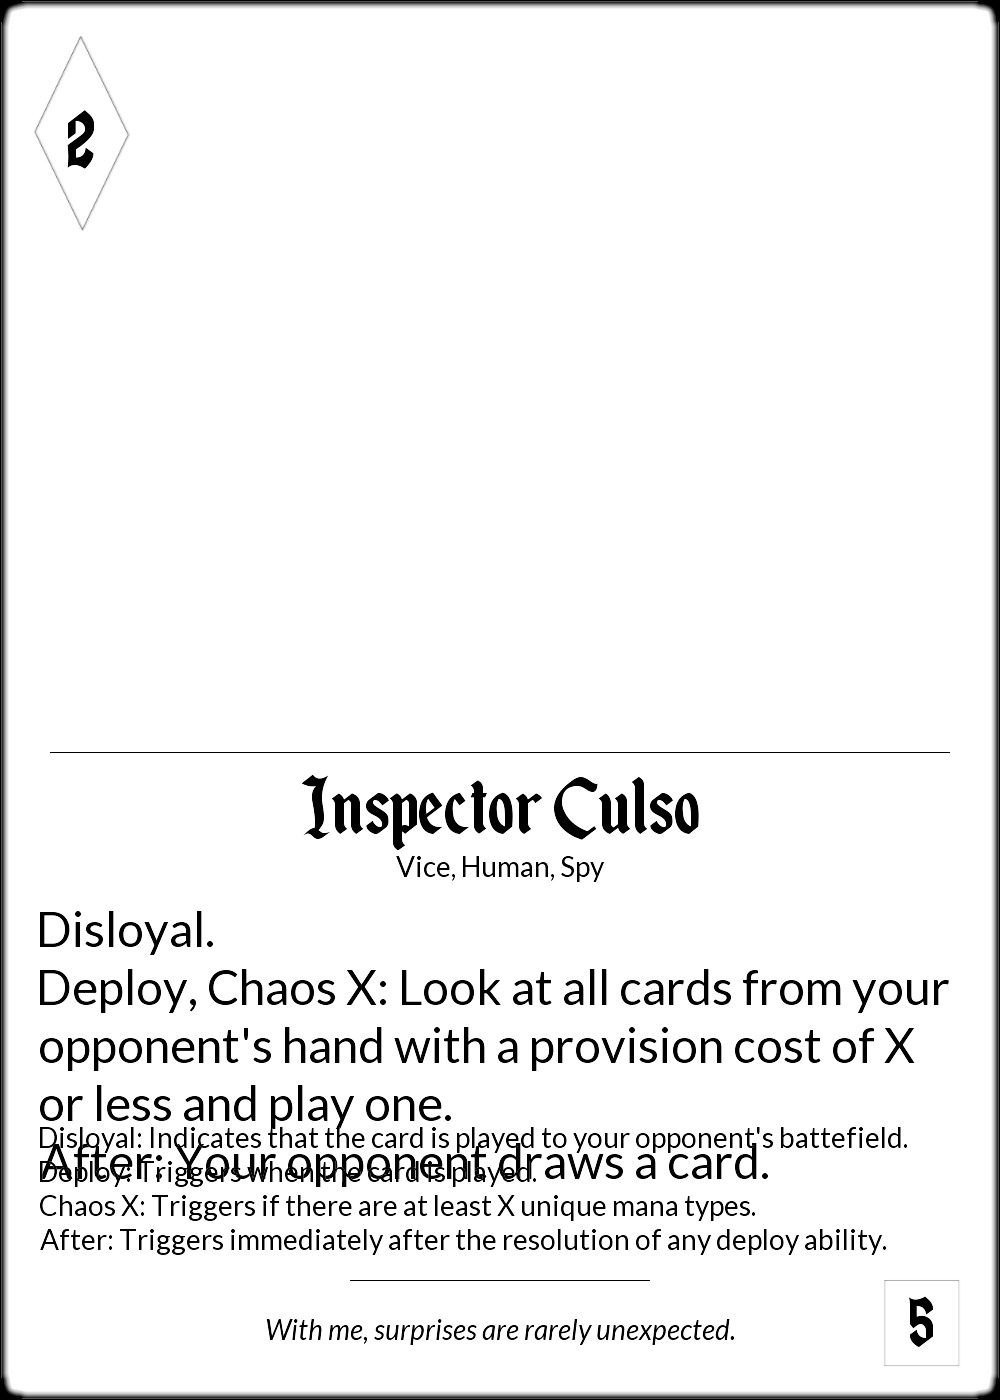 2
Inspector Culso
Vice, Human, Spy
Disloyal.
Deploy, Chaos X: Look at all cards from your
opponent's hand with a provision cost of X
or less and play one.
Disloyal: Indicates that the card is played to your opponent's battefield.
After: Your opponent draws a card.
Deploy: Triggers when the card is played.
Chaos X: Triggers if there are at least X unique mana types.
After: Triggers immediately after the resolution of any deploy ability.
With me, surprises are rarely unexpected.
5